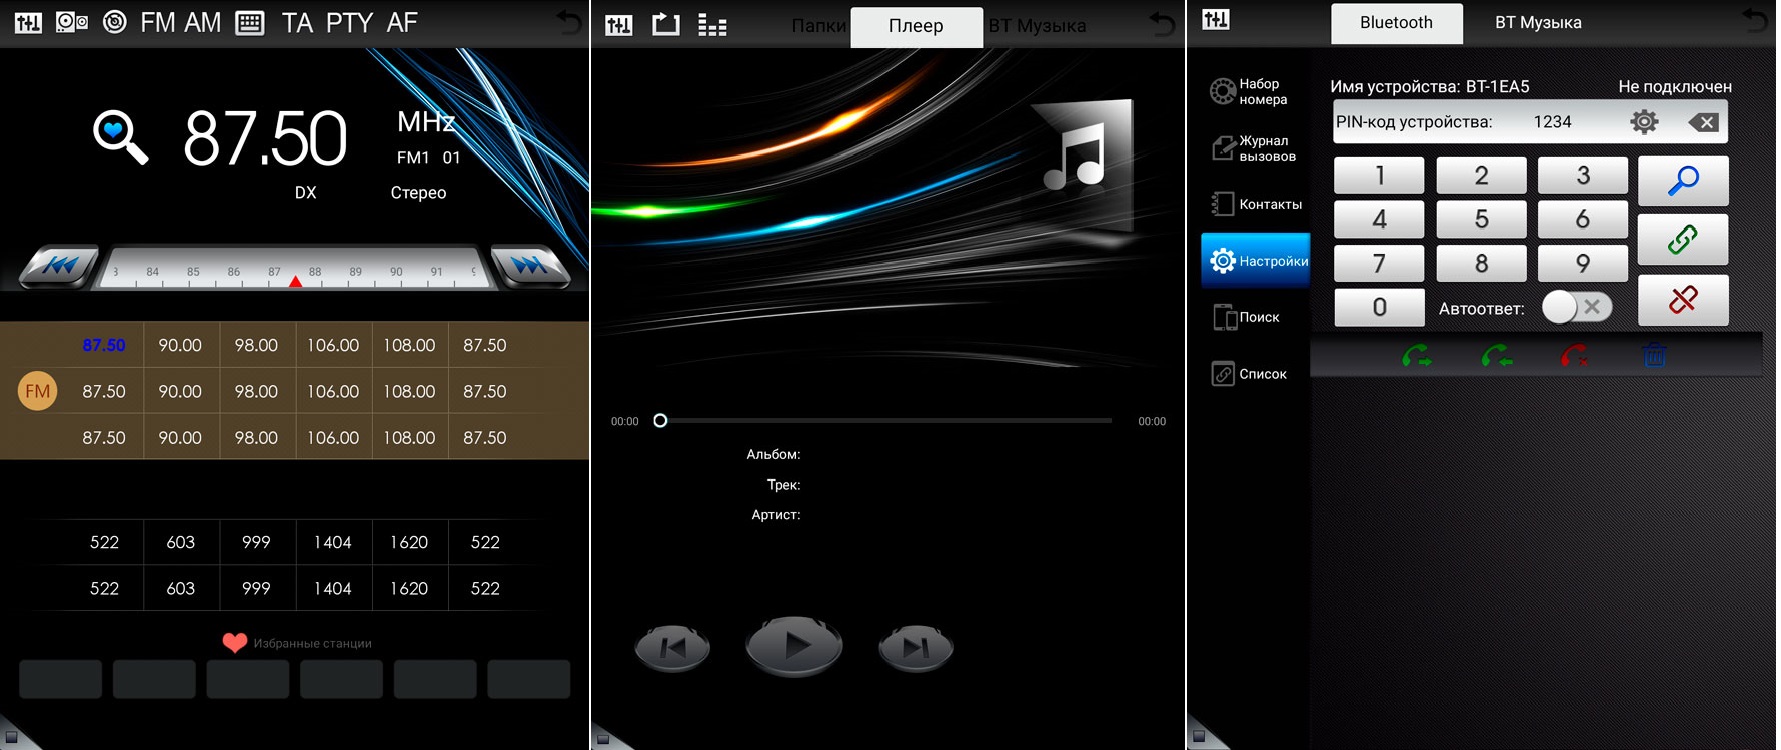 FM AM TA PTY AF
87.50 MHz
FM1 01
DX Стерео
3 84 85 86 87 88 89 90 91 9
87.50 90.00 98.00 106.00 108.00 87.50
FM 87.50 90.00 98.00 106.00 108.00 87.50
87.50 90.00 98.00 106.00 108.00 87.50
522 603 999 1404 1620 522
522 603 999 1404 1620 522
Избранные станции
Папки Плеер BT Музыка
00:00 00:00
Альбом:
Трек:
Артист:
Bluetooth BT Музыка
Набор
номера
Журнал
вызовов
Контакты
Настройки
Поиск
Список
Имя устройства: BT-1EA5 Не подключен
PIN-код устройства: 1234
1 2 3
4 5 6
7 8 9
0 Автоответ: